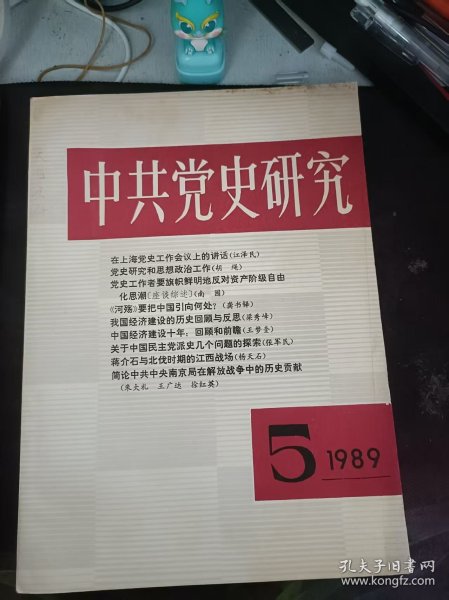 中共党史研究
在上海党史工作会议上的讲话(江泽民)
党史研究和思想政治工作(胡 绳)
党史工作者要旗帜鲜明地反对资产阶级自由
化思潮〔座谈综述〕(南 圃)
《河殇》要把中国引向何处？(龚书铎)
我国经济建设的历史回顾与反思(梁秀峰)
中国经济建设十年：回顾和前瞻(王梦奎)
关于中国民主党派史几个问题的探索(张军民)
蒋介石与北伐时期的江西战场(杨天石)
简论中共中央南京局在解放战争中的历史贡献
(朱大礼 王广达 徐红英)
5 1989
孔夫子旧书网
www.kongfz.com